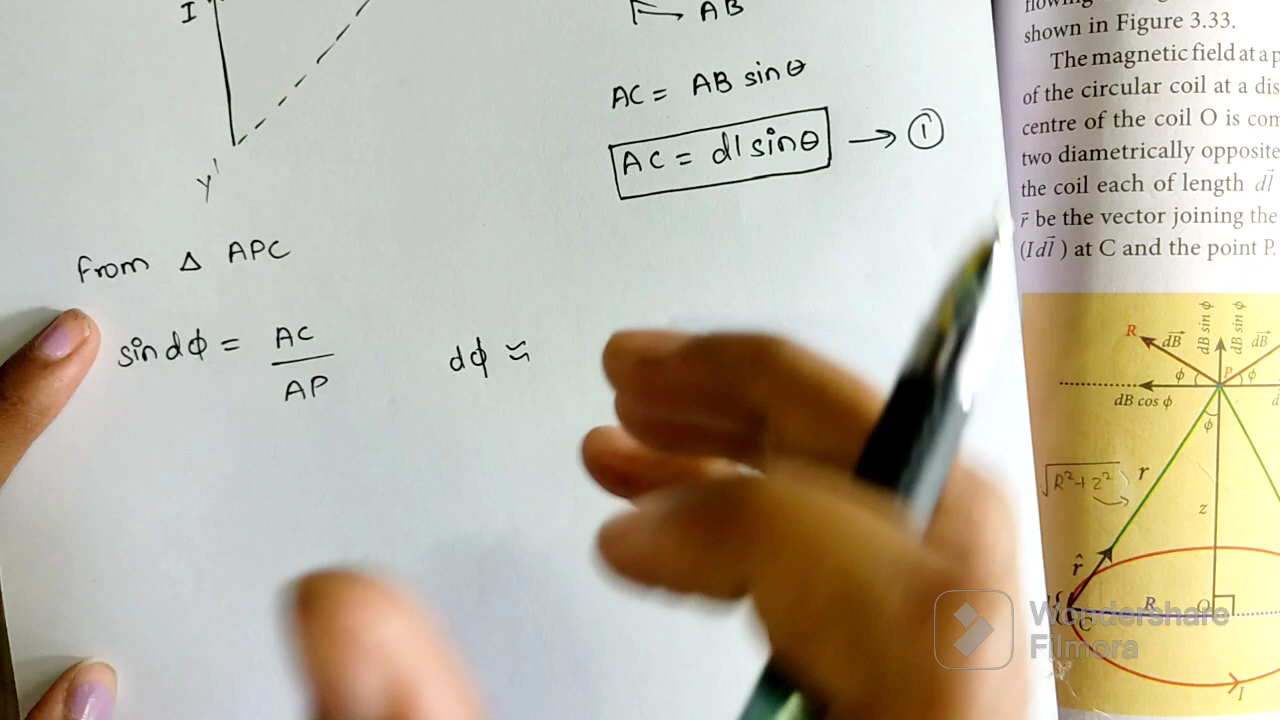 I
AB
AC = AB sin θ
AC = dl sin θ → ①
Y'
From Δ APC
sin dϕ = AC / AP
dϕ ≈
shown in Figure 3.33.
The magnetic field at a p
of the circular coil at a dis
centre of the coil O is com
two diametrically opposite
the coil each of length dl⃗
r⃗ be the vector joining the
(Idl⃗ ) at C and the point P.
dB sin ϕ
dB sin ϕ
R
dB⃗
dB⃗
P
ϕ
ϕ
dB cos ϕ
ϕ
√R²+z²
r
z
r̂
R
O
C
I
Wondershare
Filmora